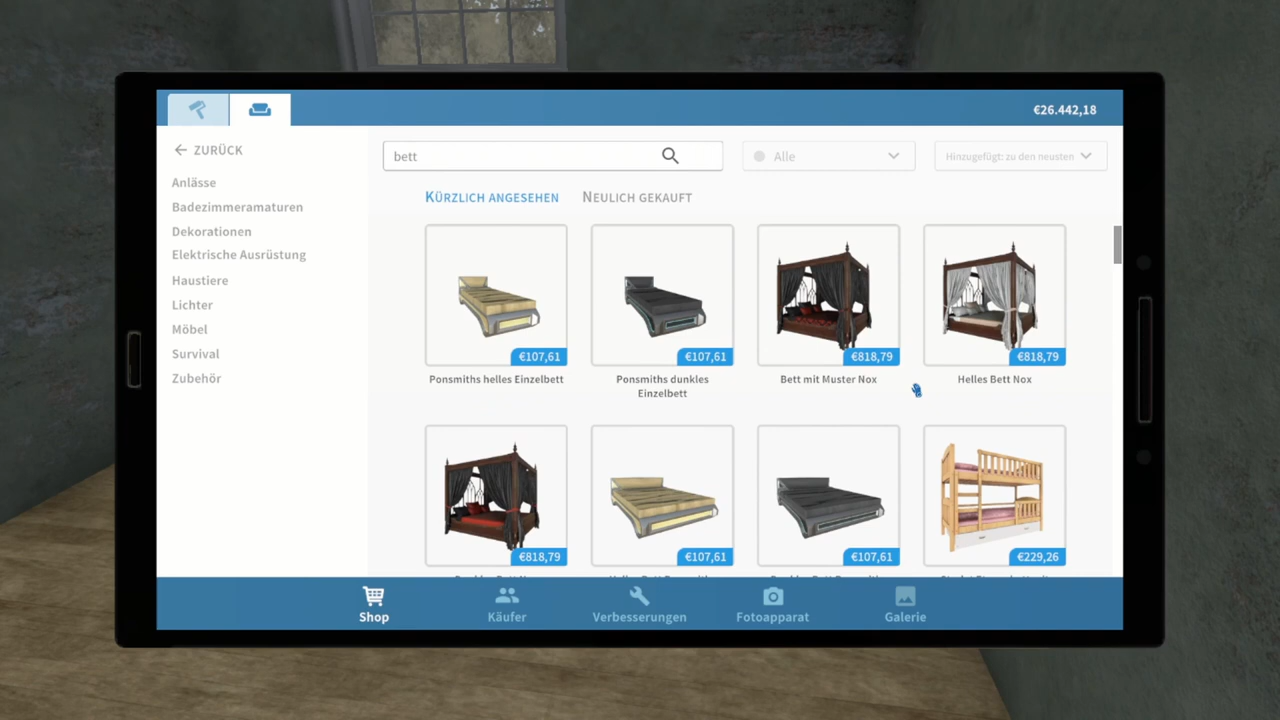 €26.442,18
ZURÜCK
bett
Alle
Hinzugefügt: zu den neusten
Anlässe
Badezimmeramaturen
Dekorationen
Elektrische Ausrüstung
Haustiere
Lichter
Möbel
Survival
Zubehör
KÜRZLICH ANGESEHEN
NEULICH GEKAUFT
€107,61
€107,61
€818,79
€818,79
Ponsmiths helles Einzelbett
Ponsmiths dunkles
Einzelbett
Bett mit Muster Nox
Helles Bett Nox
€818,79
€107,61
€107,61
€229,26
Shop
Käufer
Verbesserungen
Fotoapparat
Galerie